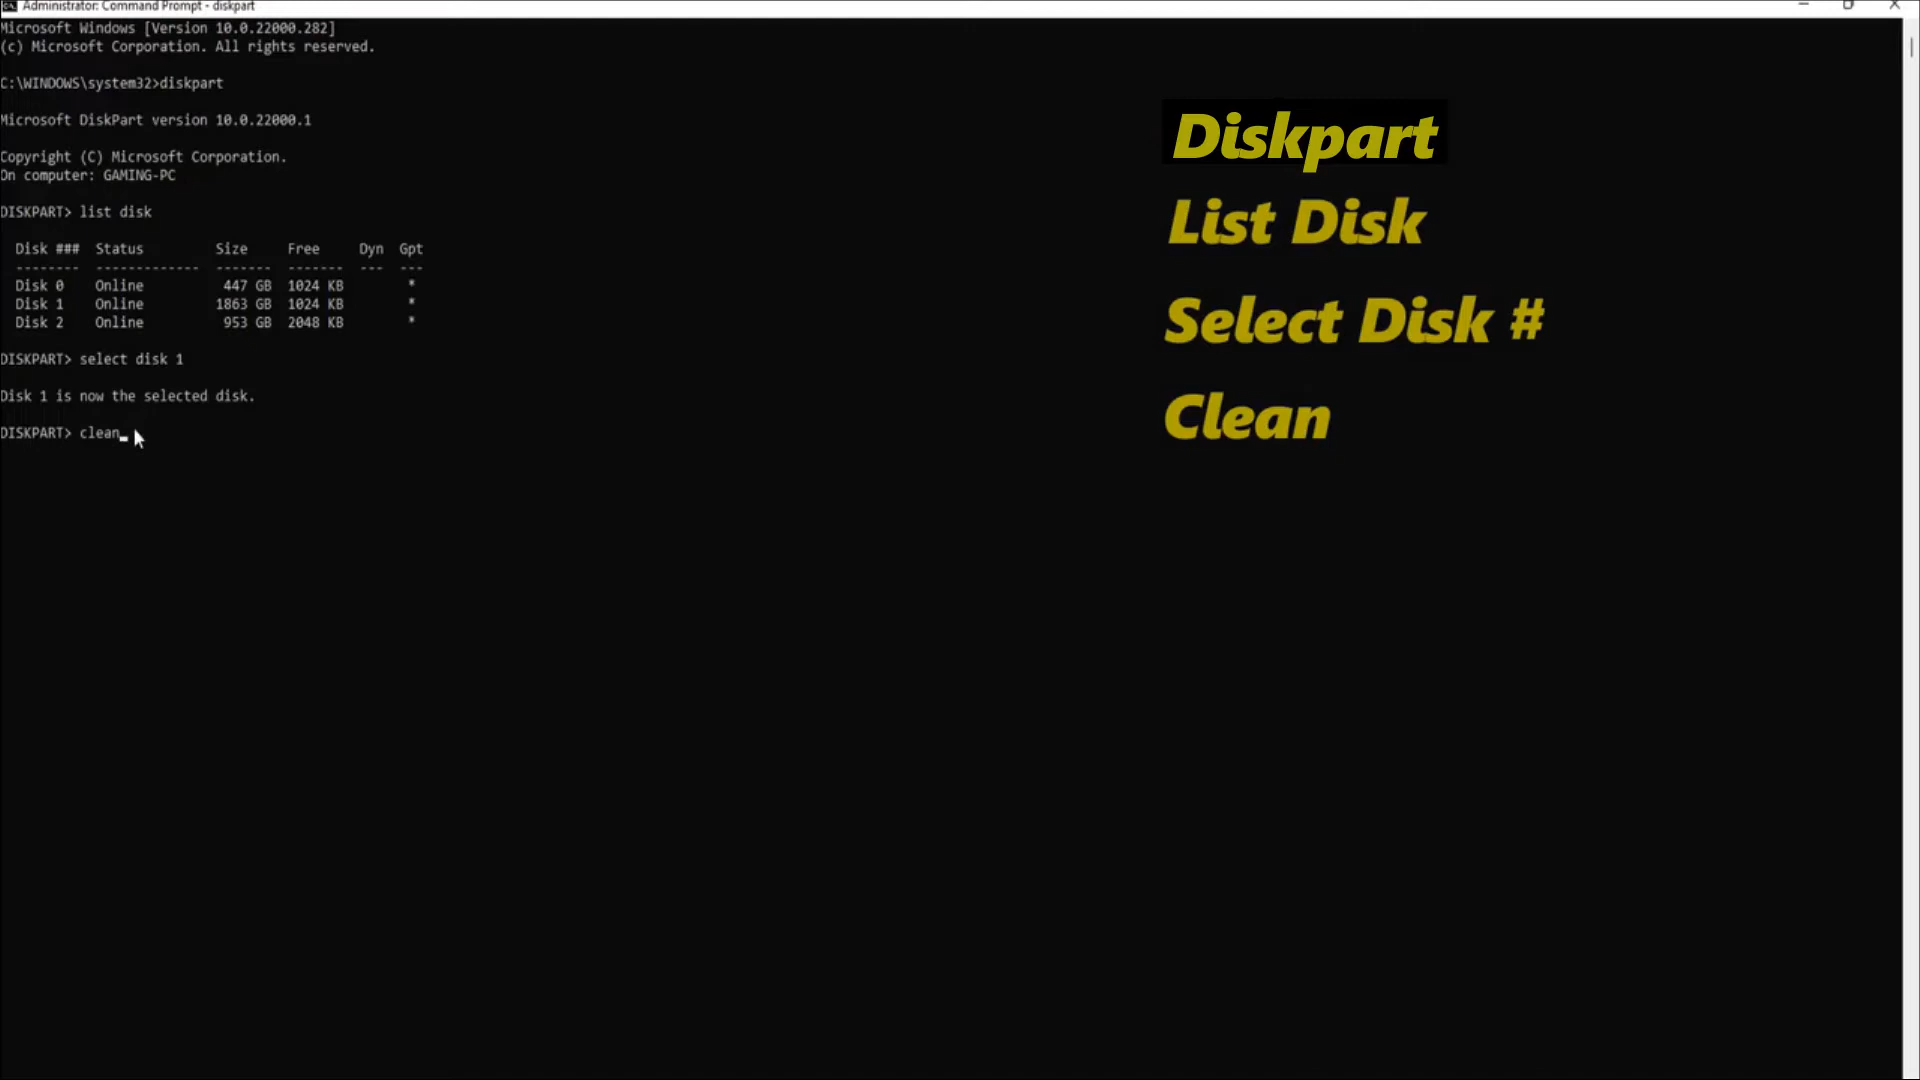 Administrator: Command Prompt - diskpart
Microsoft Windows [Version 10.0.22000.282]
(c) Microsoft Corporation. All rights reserved.
C:\WINDOWS\system32>diskpart
Microsoft DiskPart version 10.0.22000.1
Copyright (C) Microsoft Corporation.
On computer: GAMING-PC
DISKPART> list disk
Disk ###  Status         Size     Free     Dyn  Gpt
--------  -------------  -------  -------  ---  ---
Disk 0    Online          447 GB  1024 KB        *
Disk 1    Online         1863 GB  1024 KB        *
Disk 2    Online          953 GB  2048 KB        *
DISKPART> select disk 1
Disk 1 is now the selected disk.
DISKPART> clean
Diskpart
List Disk
Select Disk #
Clean